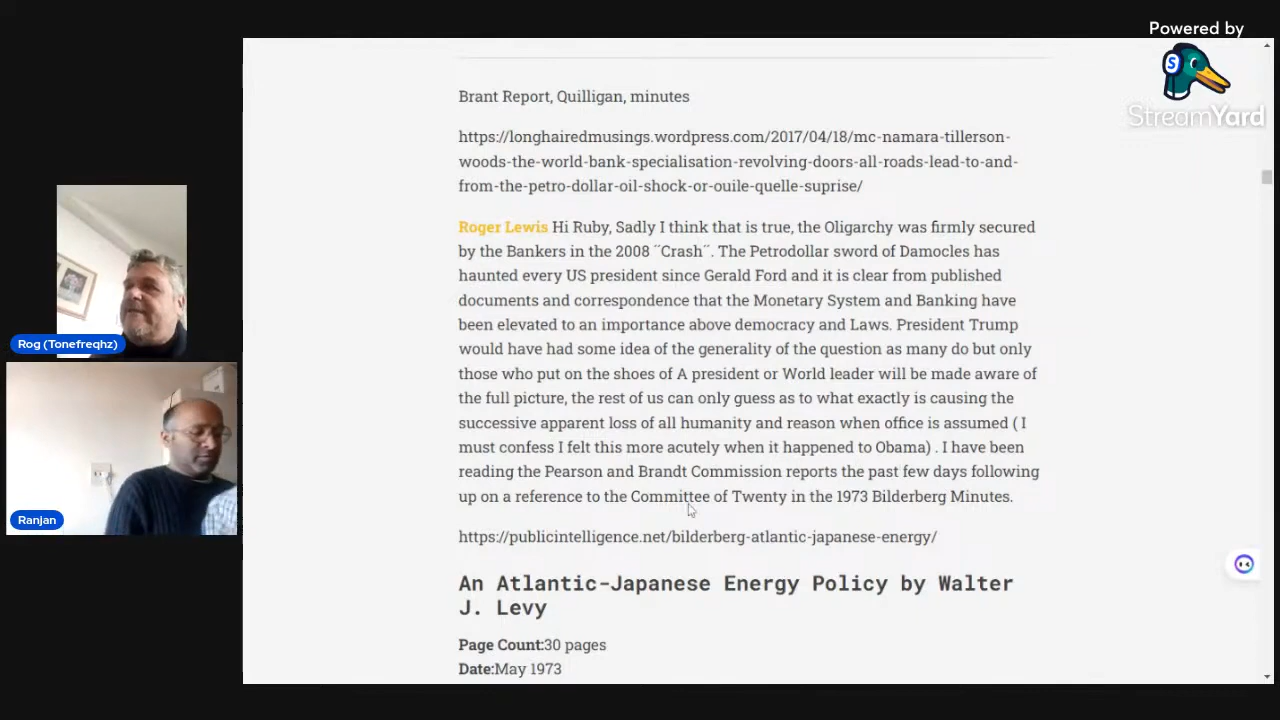 Powered by
StreamYard
Brant Report, Quilligan, minutes
https://longhairedmusings.wordpress.com/2017/04/18/mc-namara-tillerson-
woods-the-world-bank-specialisation-revolving-doors-all-roads-lead-to-and-
from-the-petro-dollar-oil-shock-or-ouile-quelle-suprise/
Roger Lewis Hi Ruby, Sadly I think that is true, the Oligarchy was firmly secured
by the Bankers in the 2008 ¨Crash¨. The Petrodollar sword of Damocles has
haunted every US president since Gerald Ford and it is clear from published
documents and correspondence that the Monetary System and Banking have
been elevated to an importance above democracy and Laws. President Trump
would have had some idea of the generality of the question as many do but only
those who put on the shoes of A president or World leader will be made aware of
the full picture, the rest of us can only guess as to what exactly is causing the
successive apparent loss of all humanity and reason when office is assumed ( I
must confess I felt this more acutely when it happened to Obama) . I have been
reading the Pearson and Brandt Commission reports the past few days following
up on a reference to the Committee of Twenty in the 1973 Bilderberg Minutes.
https://publicintelligence.net/bilderberg-atlantic-japanese-energy/
An Atlantic-Japanese Energy Policy by Walter
J. Levy
Page Count:30 pages
Date:May 1973
Rog (Tonefreqhz)
Ranjan